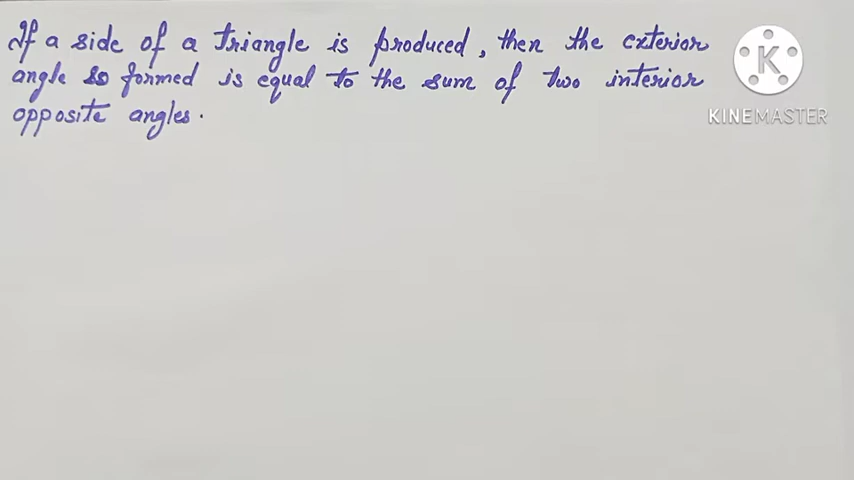 If a side of a triangle is produced, then the exterior
angle so formed is equal to the sum of two interior
opposite angles.
K
KINEMASTER